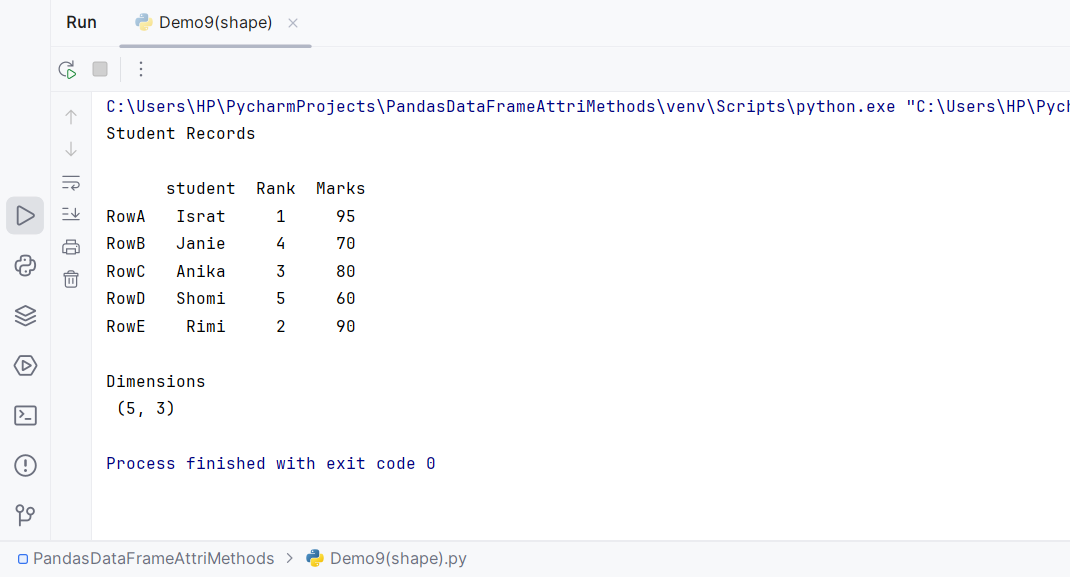 Run Demo9(shape)
C:\Users\HP\PycharmProjects\PandasDataFrameAttriMethods\venv\Scripts\python.exe "C:\Users\HP\Pych
Student Records
student Rank Marks
RowA Israt 1 95
RowB Janie 4 70
RowC Anika 3 80
RowD Shomi 5 60
RowE Rimi 2 90
Dimensions
(5, 3)
Process finished with exit code 0
PandasDataFrameAttriMethods > Demo9(shape).py